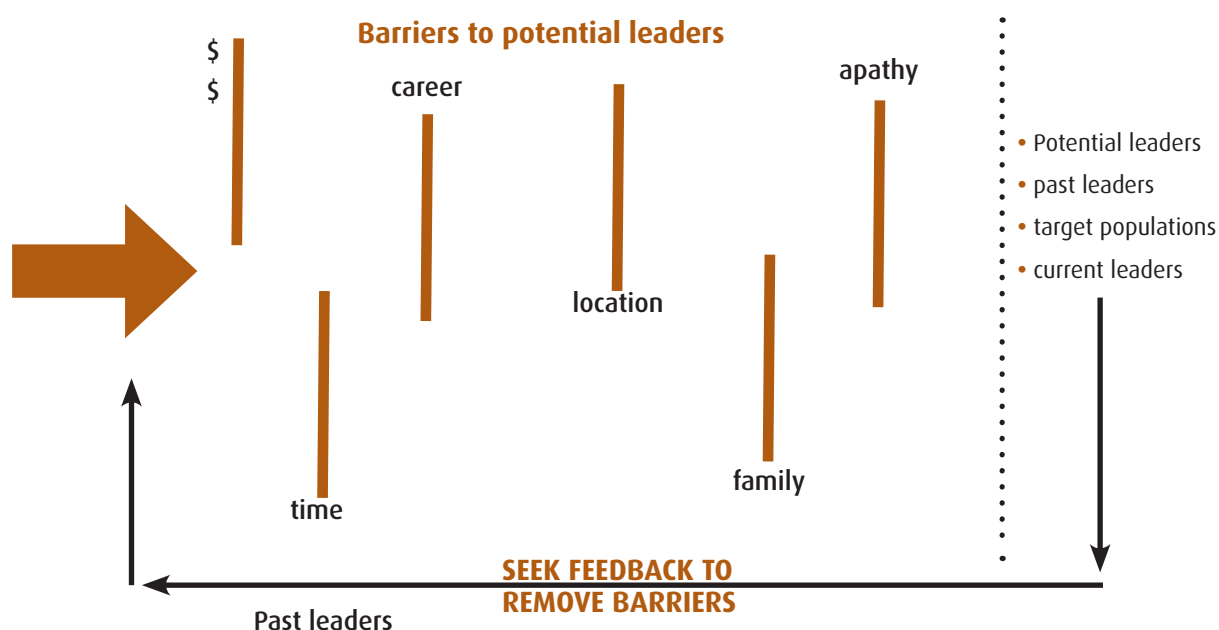 Barriers to potential leaders
$
$
career
apathy
• Potential leaders
• past leaders
• target populations
• current leaders
location
family
time
SEEK FEEDBACK TO
REMOVE BARRIERS
Past leaders